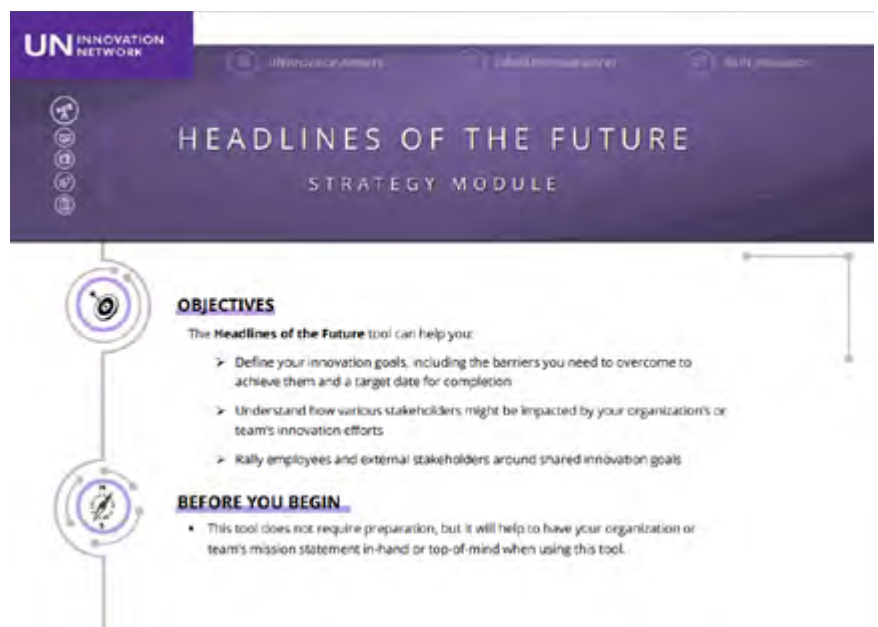 UN INNOVATION
NETWORK
HEADLINES OF THE FUTURE
STRATEGY MODULE
OBJECTIVES
The Headlines of the Future tool can help you:
➢ Define your innovation goals, including the barriers you need to overcome to
achieve them and a target date for completion
➢ Understand how various stakeholders might be impacted by your organization's or
team's innovation efforts
➢ Rally employees and external stakeholders around shared innovation goals
BEFORE YOU BEGIN
• This tool does not require preparation, but it will help to have your organization or
team's mission statement in-hand or top-of-mind when using this tool.